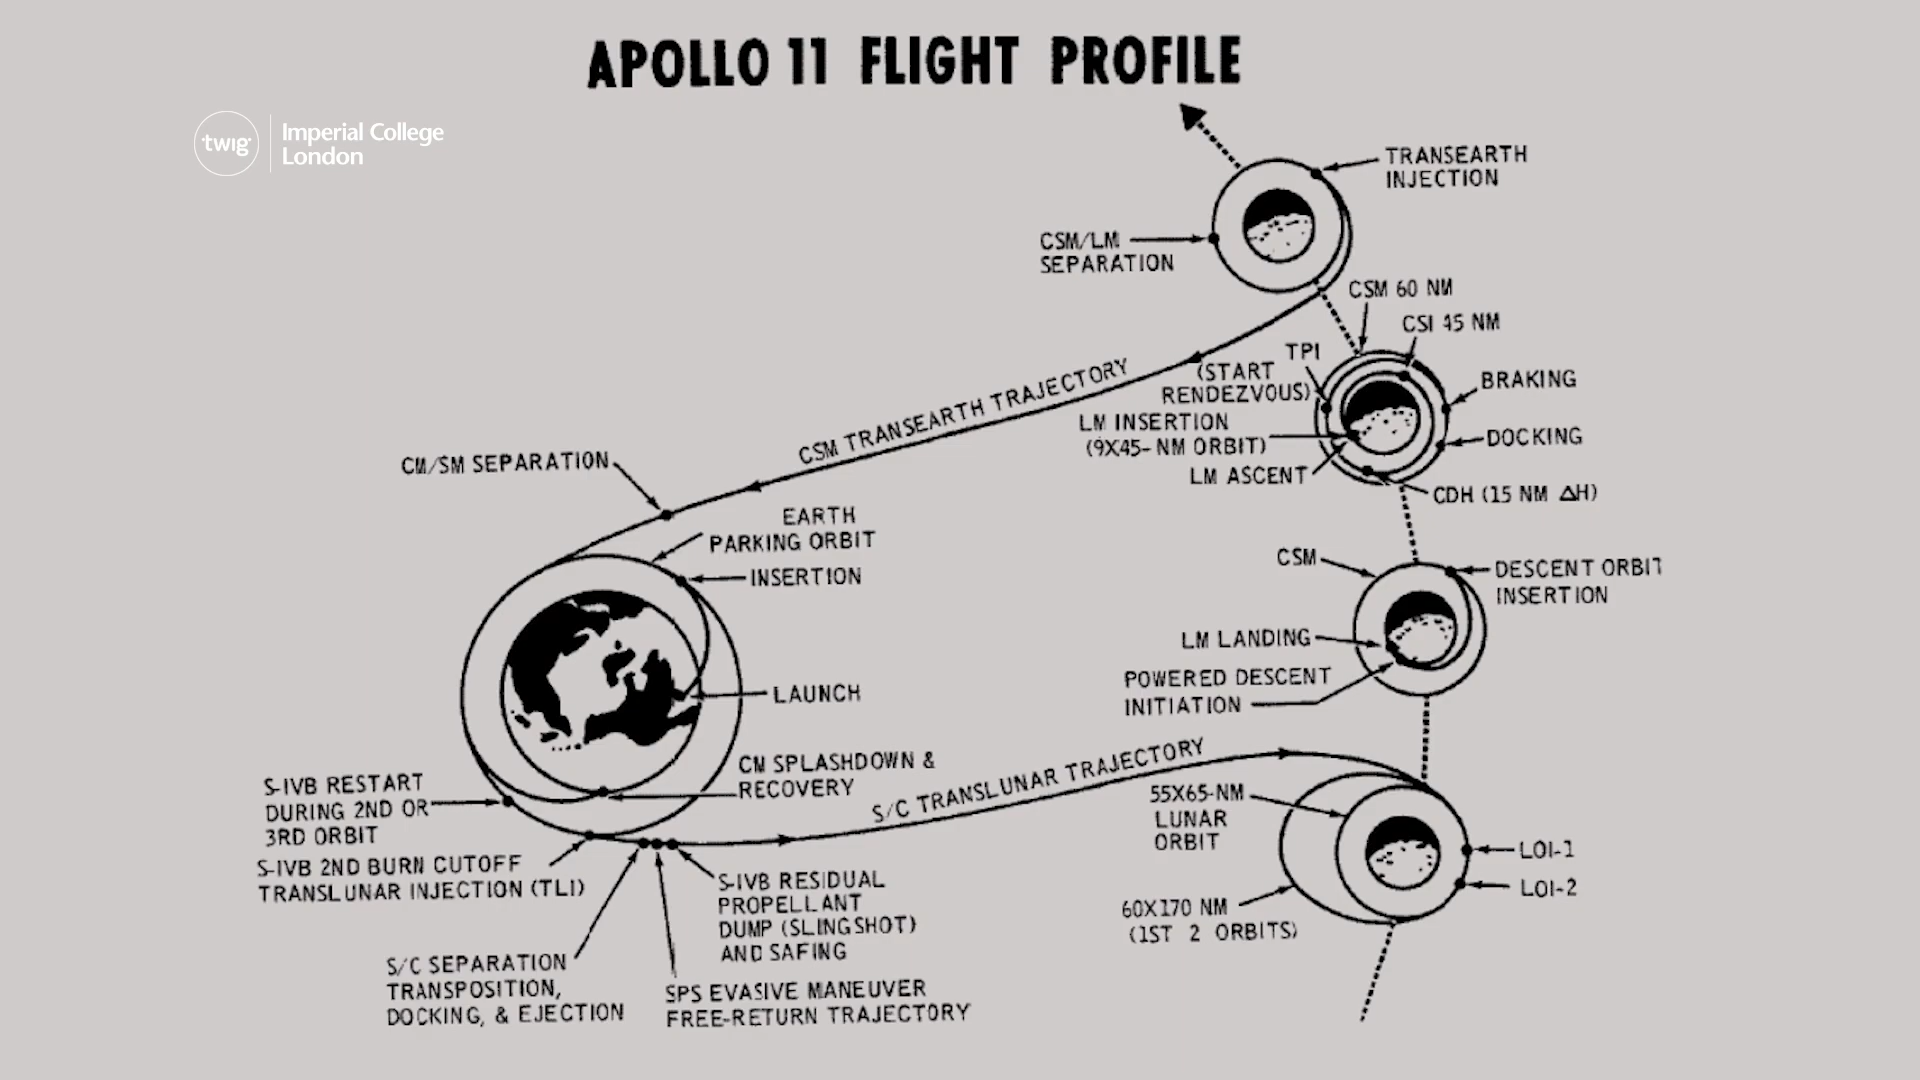 APOLLO 11 FLIGHT PROFILE
twig
Imperial College
London
TRANSEARTH
INJECTION
CSM/LM
SEPARATION
CSM 60 NM
CSI 45 NM
TPI
(START
RENDEZVOUS)
BRAKING
LM INSERTION
(9X45-NM ORBIT)
DOCKING
LM ASCENT
CDH (15 NM ΔH)
CSM TRANSEARTH TRAJECTORY
CM/SM SEPARATION
EARTH
PARKING ORBIT
INSERTION
CSM
DESCENT ORBIT
INSERTION
LM LANDING
POWERED DESCENT
INITIATION
LAUNCH
CM SPLASHDOWN &
RECOVERY
S/C TRANSLUNAR TRAJECTORY
S-IVB RESTART
DURING 2ND OR
3RD ORBIT
55X65-NM
LUNAR
ORBIT
LOI-1
LOI-2
S-IVB 2ND BURN CUTOFF
TRANSLUNAR INJECTION (TLI)
S-IVB RESIDUAL
PROPELLANT
DUMP (SLINGSHOT)
AND SAFING
60X170 NM
(1ST 2 ORBITS)
S/C SEPARATION
TRANSPOSITION,
DOCKING, & EJECTION
SPS EVASIVE MANEUVER
FREE-RETURN TRAJECTORY